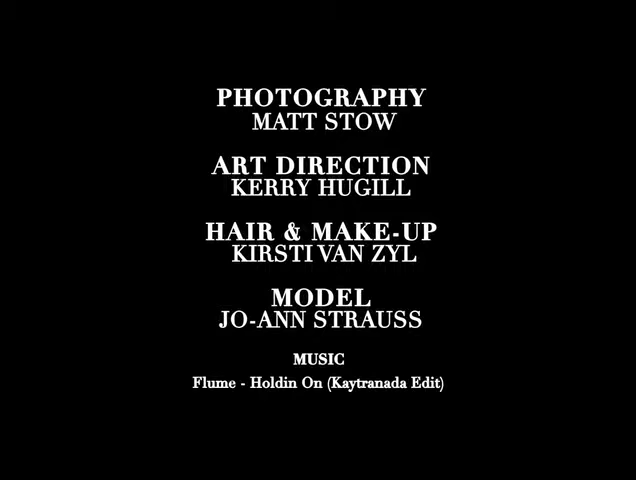 PHOTOGRAPHY
MATT STOW
ART DIRECTION
KERRY HUGILL
HAIR & MAKE-UP
KIRSTI VAN ZYL
MODEL
JO-ANN STRAUSS
MUSIC
Flume - Holdin On (Kaytranada Edit)